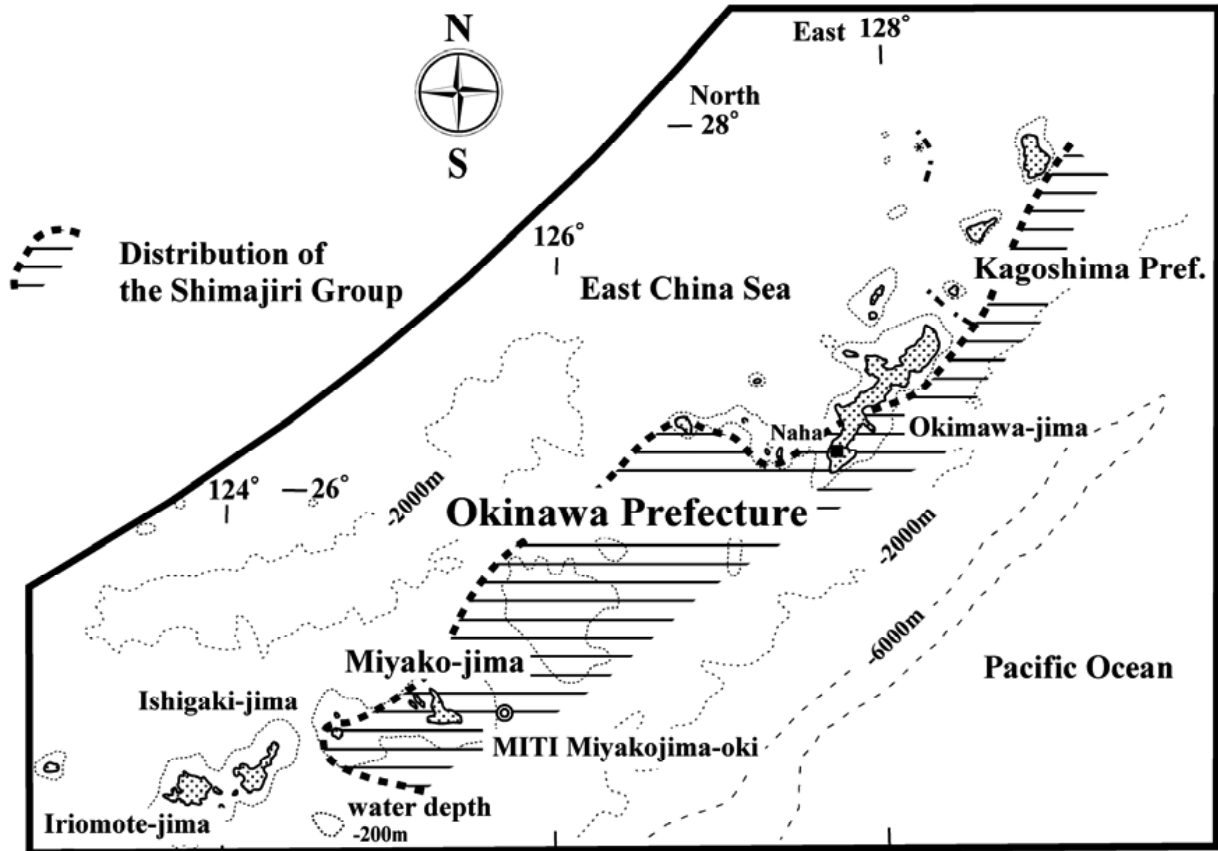 N
S
East 128°
North
28°
126°
East China Sea
Distribution of
the Shimajiri Group
Kagoshima Pref.
Naha
Okimawa-jima
124°
26°
-2000m
Okinawa Prefecture
-2000m
-6000m
Miyako-jima
Pacific Ocean
Ishigaki-jima
MITI Miyakojima-oki
water depth
-200m
Iriomote-jima